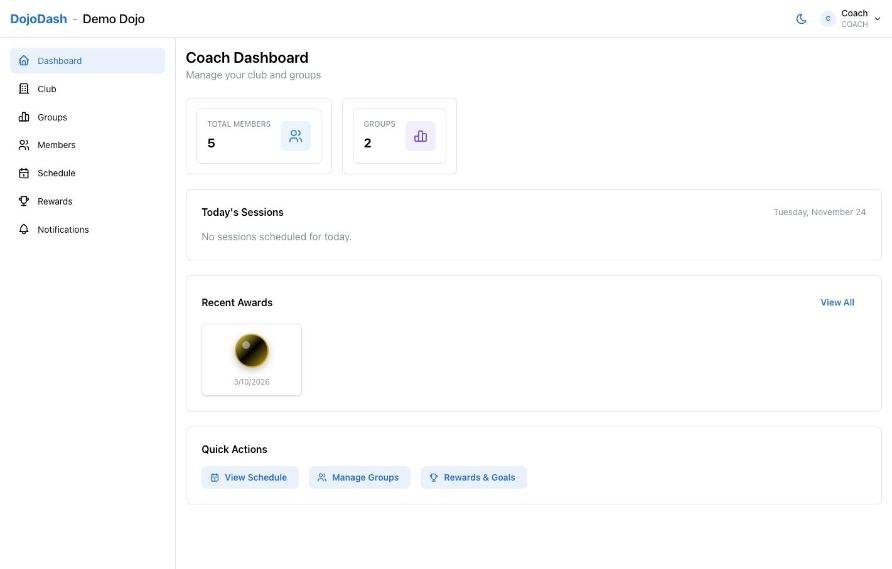 DojoDash - Demo Dojo
C
Coach
COACH
Dashboard
Club
Groups
Members
Schedule
Rewards
Notifications
Coach Dashboard
Manage your club and groups
TOTAL MEMBERS
5
GROUPS
2
Today's Sessions
Tuesday, November 24
No sessions scheduled for today.
Recent Awards
View All
3/10/2026
Quick Actions
View Schedule
Manage Groups
Rewards & Goals